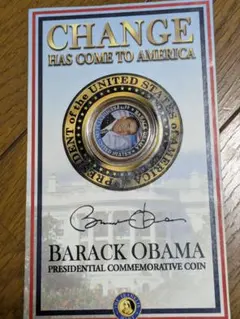 CHANGE
HAS COME TO AMERICA
PRESIDENT of the UNITED STATES of AMERICA
BARACK OBAMA
PRESIDENTIAL COMMEMORATIVE COIN